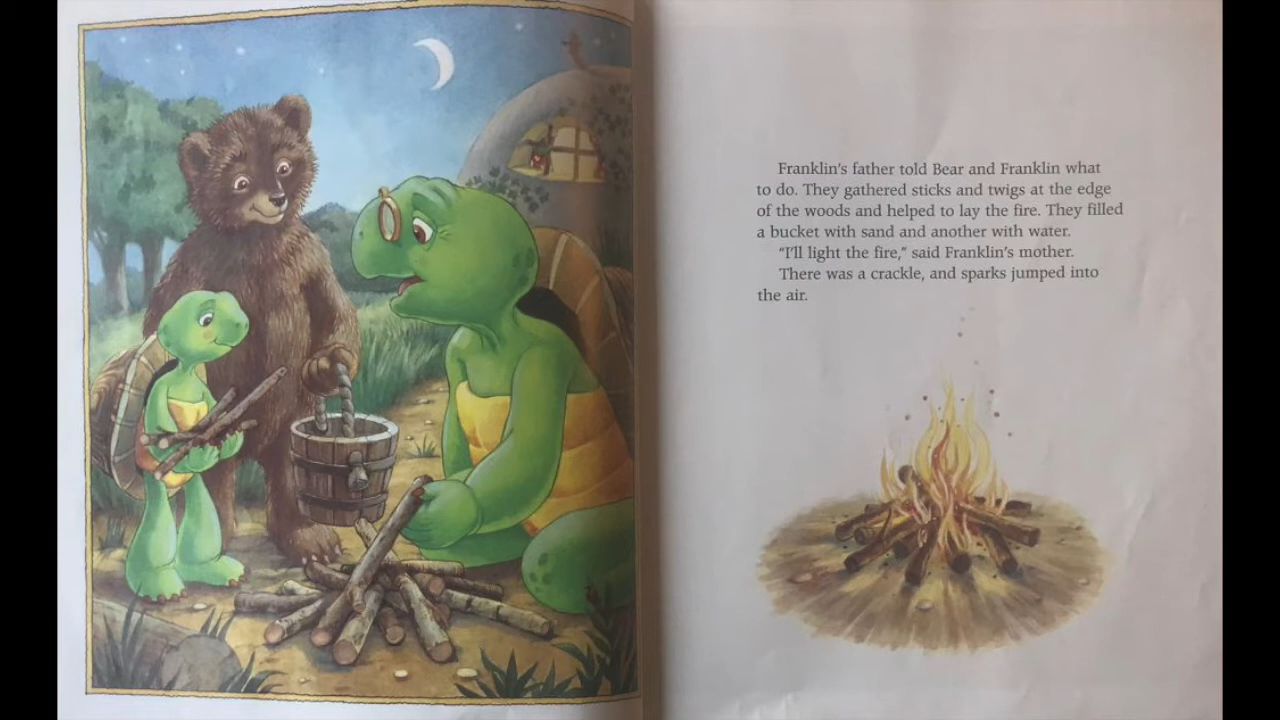 Franklin's father told Bear and Franklin what
to do. They gathered sticks and twigs at the edge
of the woods and helped to lay the fire. They filled
a bucket with sand and another with water.
"I'll light the fire," said Franklin's mother.
There was a crackle, and sparks jumped into
the air.